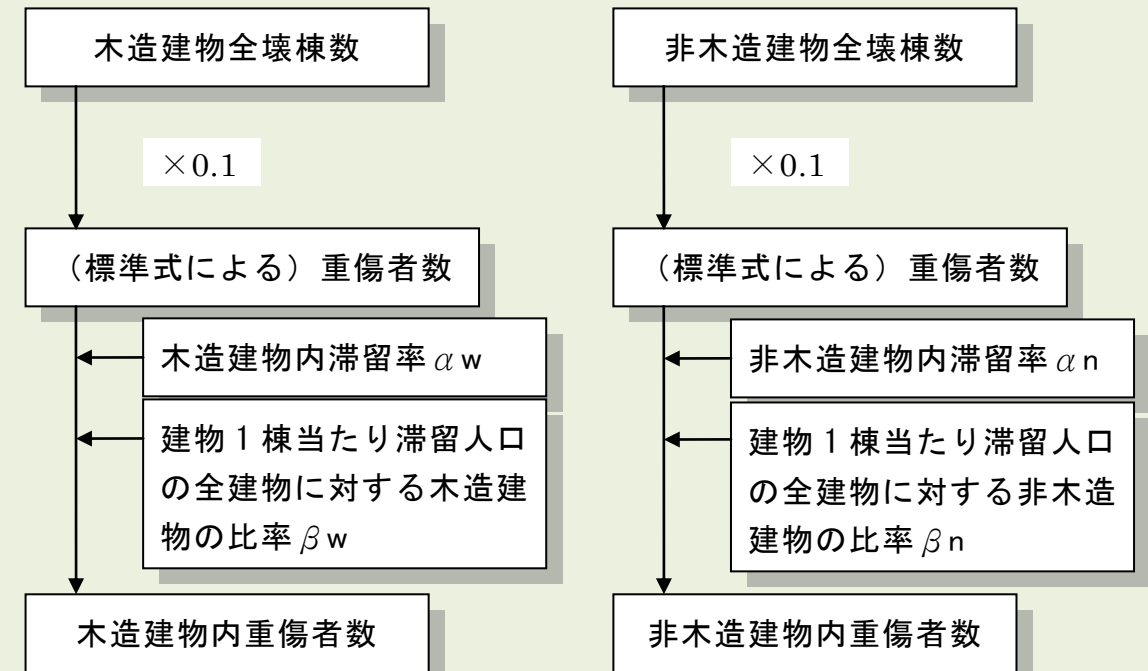 木造建物全壊棟数
×0.1
(標準式による)重傷者数
木造建物内滞留率αw
建物1棟当たり滞留人口
の全建物に対する木造建
物の比率βw
木造建物内重傷者数
非木造建物全壊棟数
×0.1
(標準式による)重傷者数
非木造建物内滞留率αn
建物1棟当たり滞留人口
の全建物に対する非木造
建物の比率βn
非木造建物内重傷者数